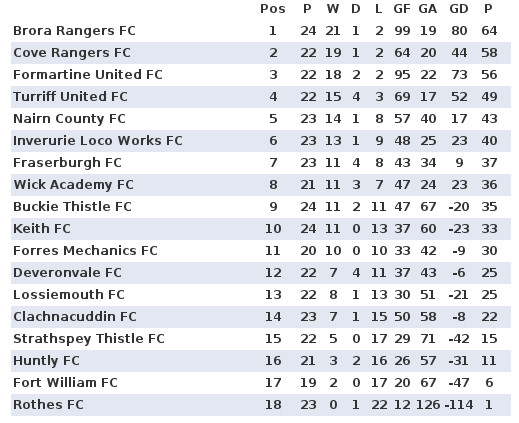 Pos P W D L GF GA GD P
Brora Rangers FC 1 24 21 1 2 99 19 80 64
Cove Rangers FC 2 22 19 1 2 64 20 44 58
Formartine United FC 3 22 18 2 2 95 22 73 56
Turriff United FC 4 22 15 4 3 69 17 52 49
Nairn County FC 5 23 14 1 8 57 40 17 43
Inverurie Loco Works FC 6 23 13 1 9 48 25 23 40
Fraserburgh FC 7 23 11 4 8 43 34 9 37
Wick Academy FC 8 21 11 3 7 47 24 23 36
Buckie Thistle FC 9 24 11 2 11 47 67 -20 35
Keith FC 10 24 11 0 13 37 60 -23 33
Forres Mechanics FC 11 20 10 0 10 33 42 -9 30
Deveronvale FC 12 22 7 4 11 37 43 -6 25
Lossiemouth FC 13 22 8 1 13 30 51 -21 25
Clachnacuddin FC 14 23 7 1 15 50 58 -8 22
Strathspey Thistle FC 15 22 5 0 17 29 71 -42 15
Huntly FC 16 21 3 2 16 26 57 -31 11
Fort William FC 17 19 2 0 17 20 67 -47 6
Rothes FC 18 23 0 1 22 12 126 -114 1